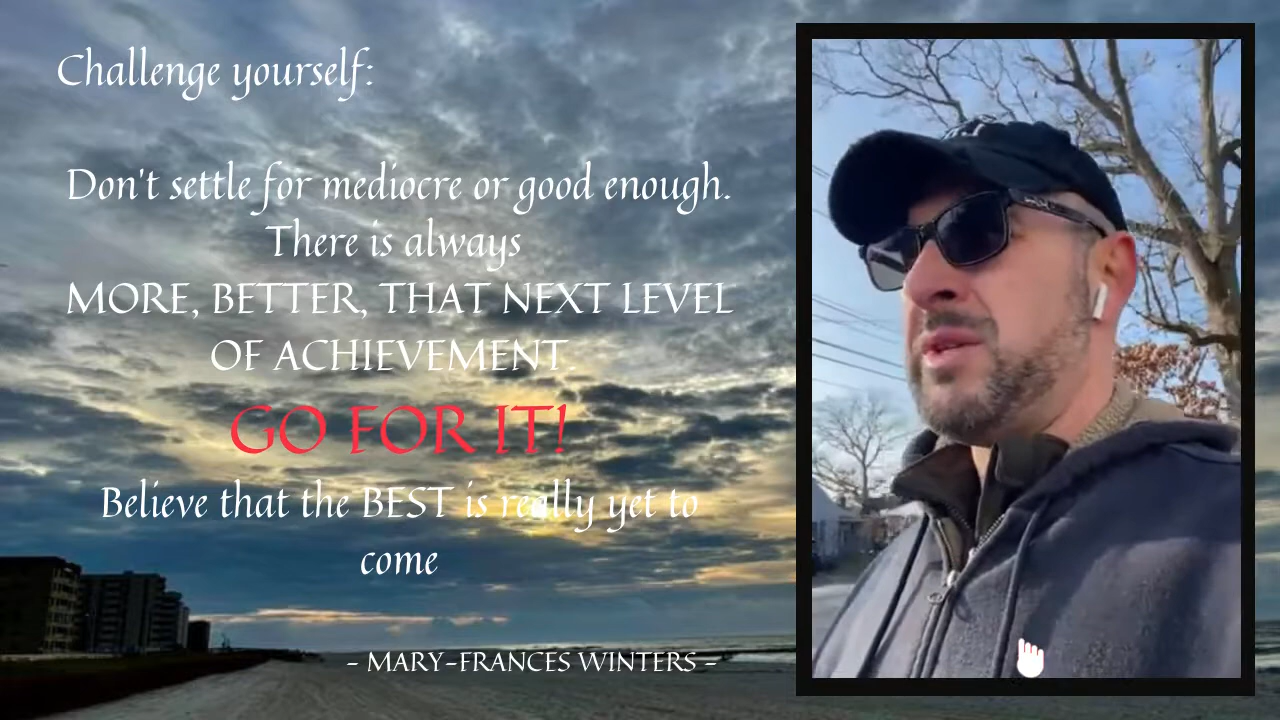 Challenge yourself:
Don't settle for mediocre or good enough.
There is always
MORE, BETTER, THAT NEXT LEVEL
OF ACHIEVEMENT.
GO FOR IT!
Believe that the BEST is really yet to
come
- MARY-FRANCES WINTERS -